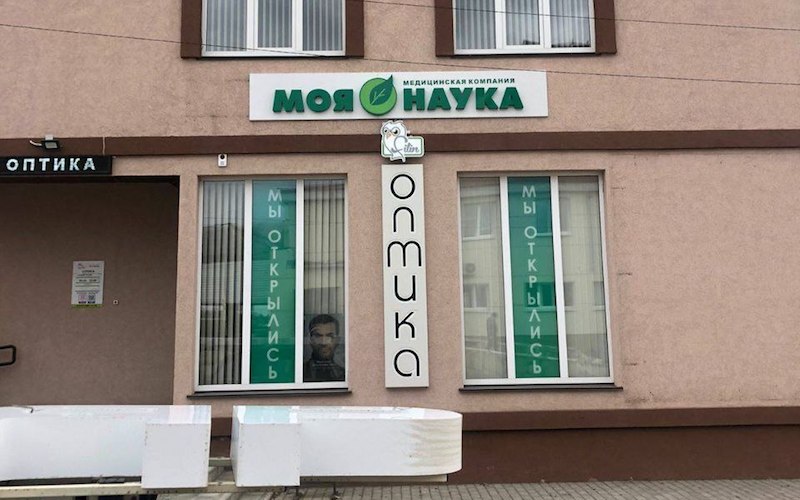 МЕДИЦИНСКАЯ КОМПАНИЯ
МОЯ НАУКА
ОПТИКА
ОПТИКА
МЫ ОТКРЫЛИСЬ
МЫ ОТКРЫЛИСЬ